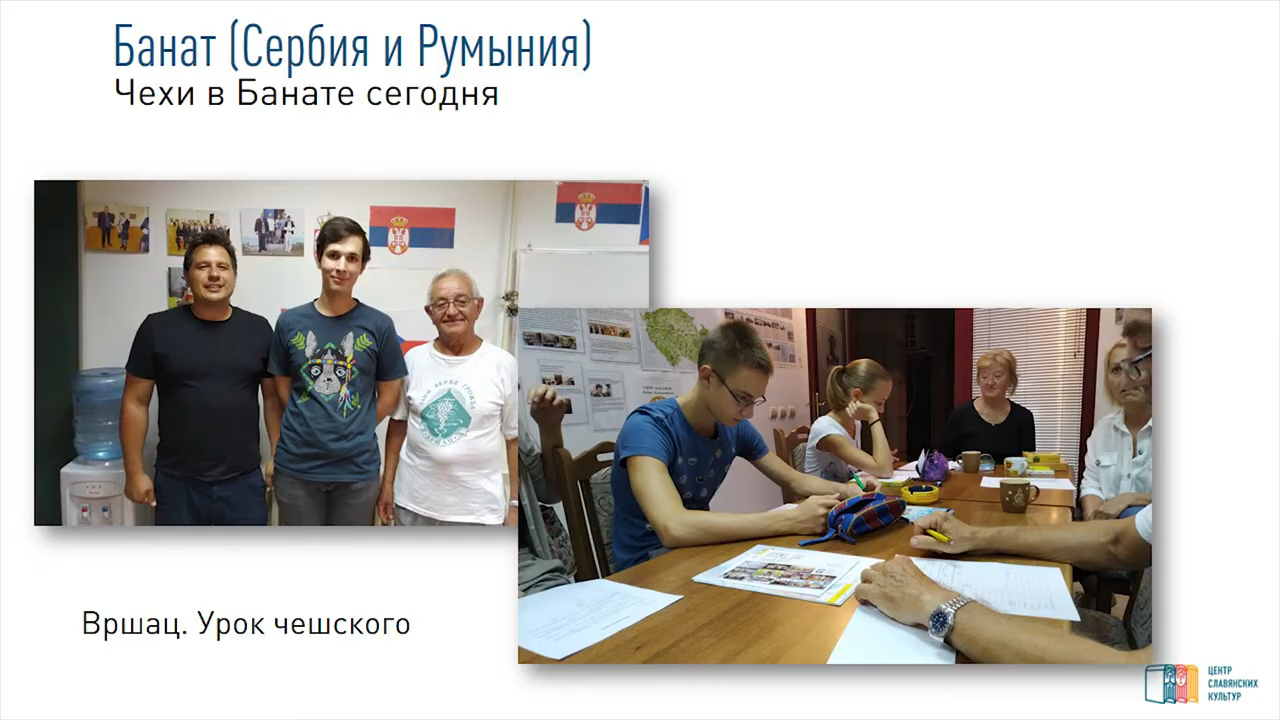 Банат (Сербия и Румыния)
Чехи в Банате сегодня
Вршац. Урок чешского
ЦЕНТР
СЛАВЯНСКИХ
КУЛЬТУР